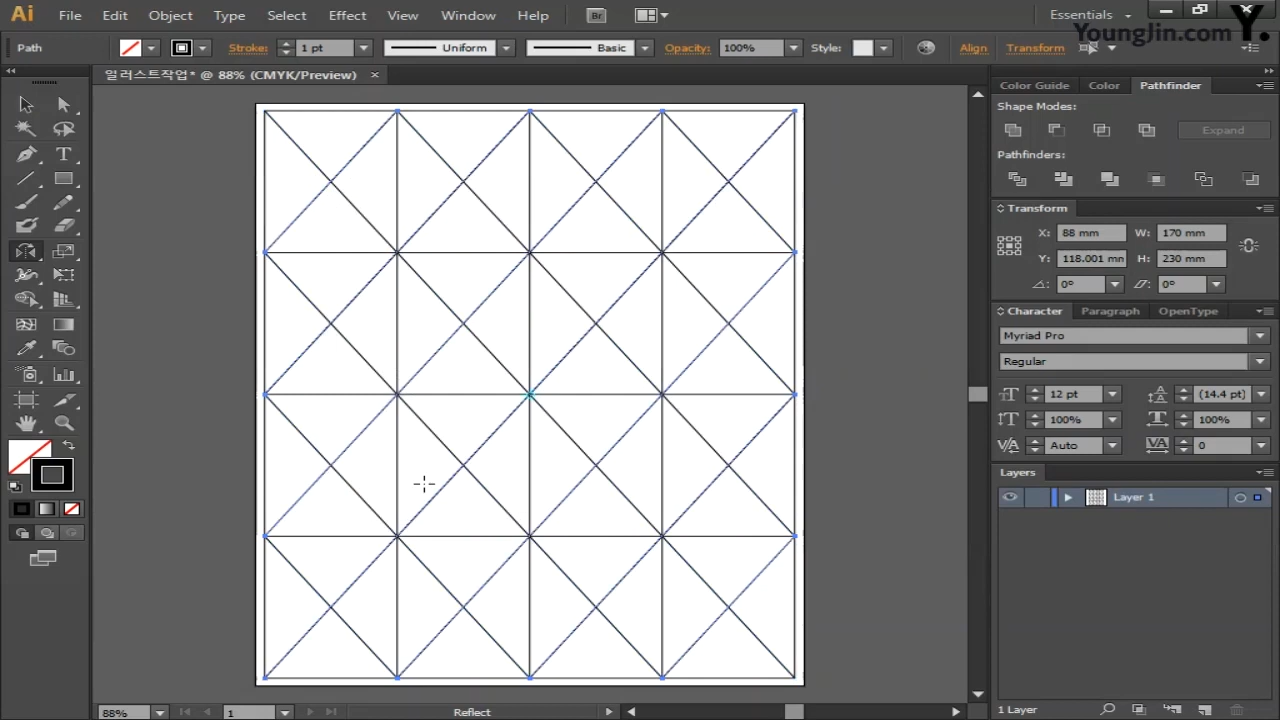 Ai File Edit Object Type Select Effect View Window Help Br Essentials
YoungJin.com Y.
Path Stroke: 1 pt Uniform Basic Opacity: 100% Style: Align Transform
일러스트작업* @ 88% (CMYK/Preview) ×
Color Guide Color Pathfinder
Shape Modes:
Expand
Pathfinders:
Transform
X: 88 mm W: 170 mm
Y: 118.001 mm H: 230 mm
0° 0°
Character Paragraph OpenType
Myriad Pro
Regular
12 pt (14.4 pt)
100% 100%
Auto 0
Layers
Layer 1
1 Layer
88% 1 Reflect